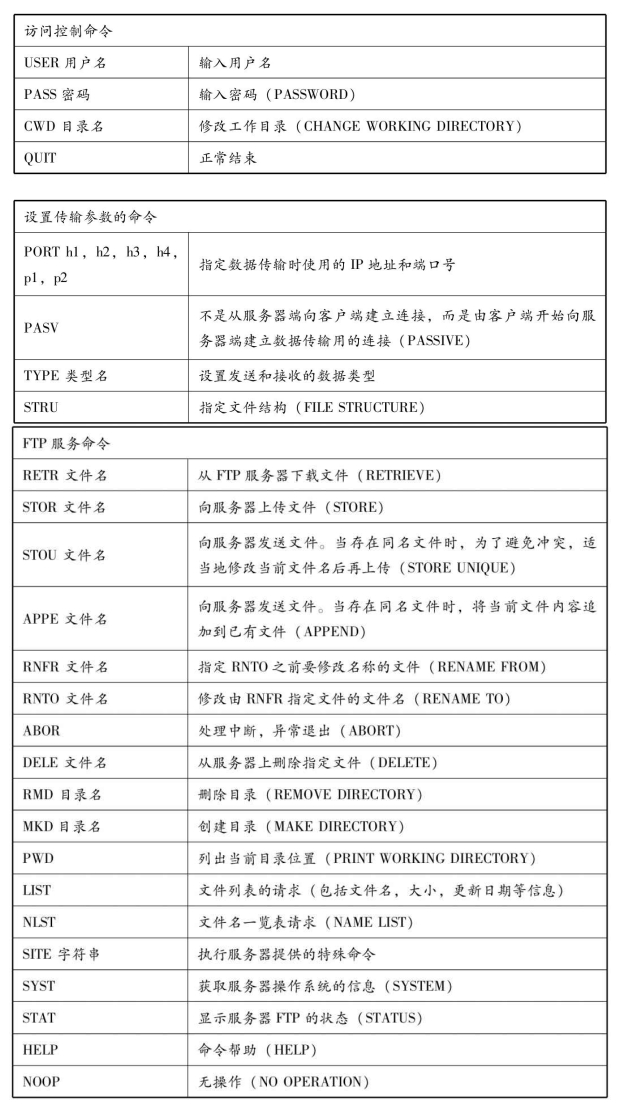 访问控制命令
USER 用户名 输入用户名
PASS 密码 输入密码（PASSWORD）
CWD 目录名 修改工作目录（CHANGE WORKING DIRECTORY）
QUIT 正常结束
设置传输参数的命令
PORT h1，h2，h3，h4，
p1，p2
指定数据传输时使用的 IP 地址和端口号
PASV
不是从服务器端向客户端建立连接，而是由客户端开始向服
务器端建立数据传输用的连接（PASSIVE）
TYPE 类型名 设置发送和接收的数据类型
STRU 指定文件结构（FILE STRUCTURE）
FTP 服务命令
RETR 文件名 从 FTP 服务器下载文件（RETRIEVE）
STOR 文件名 向服务器上传文件（STORE）
STOU 文件名
向服务器发送文件。当存在同名文件时，为了避免冲突，适
当地修改当前文件名后再上传（STORE UNIQUE）
APPE 文件名
向服务器发送文件。当存在同名文件时，将当前文件内容追
加到已有文件（APPEND）
RNFR 文件名 指定 RNTO 之前要修改名称的文件（RENAME FROM）
RNTO 文件名 修改由 RNFR 指定文件的文件名（RENAME TO）
ABOR 处理中断，异常退出（ABORT）
DELE 文件名 从服务器上删除指定文件（DELETE）
RMD 目录名 删除目录（REMOVE DIRECTORY）
MKD 目录名 创建目录（MAKE DIRECTORY）
PWD 列出当前目录位置（PRINT WORKING DIRECTORY）
LIST 文件列表的请求（包括文件名，大小，更新日期等信息）
NLST 文件名一览表请求（NAME LIST）
SITE 字符串 执行服务器提供的特殊命令
SYST 获取服务器操作系统的信息（SYSTEM）
STAT 显示服务器 FTP 的状态（STATUS）
HELP 命令帮助（HELP）
NOOP 无操作（NO OPERATION）